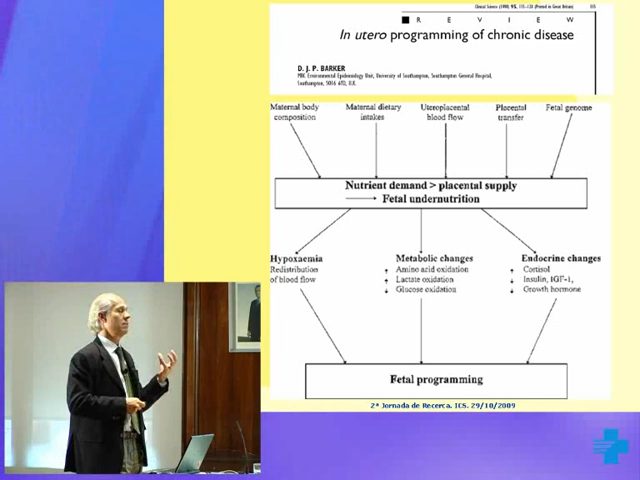 Clinical Science (1998) 95, 115–128 (Printed in Great Britain) 115
R E V I E W
In utero programming of chronic disease
D. J. P. BARKER
MRC Environmental Epidemiology Unit, University of Southampton, Southampton General Hospital,
Southampton, SO16 6YD, U.K.
Maternal body composition
Maternal dietary intakes
Uteroplacental blood flow
Placental transfer
Fetal genome
Nutrient demand > placental supply
→ Fetal undernutrition
Hypoxaemia
Redistribution
of blood flow
Metabolic changes
↑ Amino acid oxidation
↑ Lactate oxidation
↓ Glucose oxidation
Endocrine changes
↑ Cortisol
↓ Insulin, IGF-1,
↓ Growth hormone
Fetal programming
2ª Jornada de Recerca. ICS. 29/10/2009